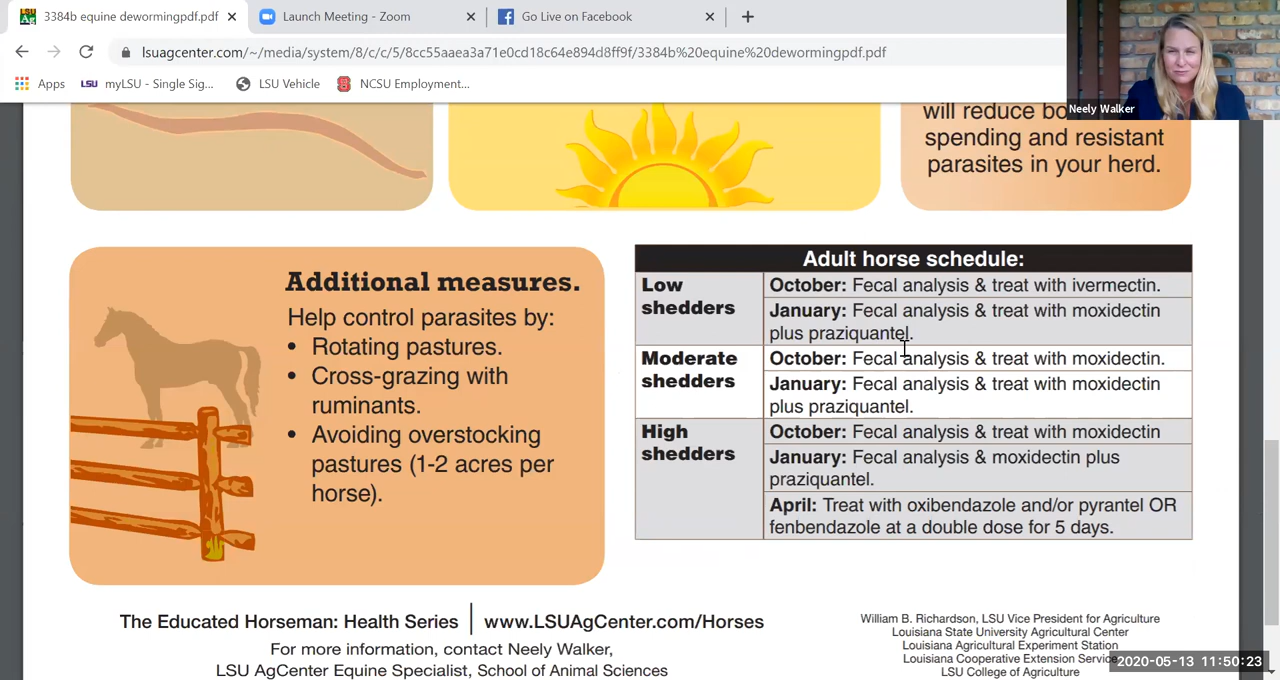 3384b equine dewormingpdf.pdf
Launch Meeting - Zoom
Go Live on Facebook
lsuagcenter.com/~/media/system/8/c/c/5/8cc55aaea3a71e0cd18c64e894d8ff9f/3384b%20equine%20dewormingpdf.pdf
Apps
LSU
myLSU - Single Sig...
LSU Vehicle
NCSU Employment...
Neely Walker
will reduce
spending and resistant
parasites in your herd.
Additional measures.
Help control parasites by:
• Rotating pastures.
• Cross-grazing with
ruminants.
• Avoiding overstocking
pastures (1-2 acres per
horse).
Adult horse schedule:
Low
shedders
October: Fecal analysis & treat with ivermectin.
January: Fecal analysis & treat with moxidectin
plus praziquantel.
Moderate
shedders
October: Fecal analysis & treat with moxidectin.
January: Fecal analysis & treat with moxidectin
plus praziquantel.
High
shedders
October: Fecal analysis & treat with moxidectin
January: Fecal analysis & moxidectin plus
praziquantel.
April: Treat with oxibendazole and/or pyrantel OR
fenbendazole at a double dose for 5 days.
The Educated Horseman: Health Series | www.LSUAgCenter.com/Horses
For more information, contact Neely Walker,
LSU AgCenter Equine Specialist, School of Animal Sciences
William B. Richardson, LSU Vice President for Agriculture
Louisiana State University Agricultural Center
Louisiana Agricultural Experiment Station
Louisiana Cooperative Extension Service
LSU College of Agriculture
2020-05-13 11:50:23